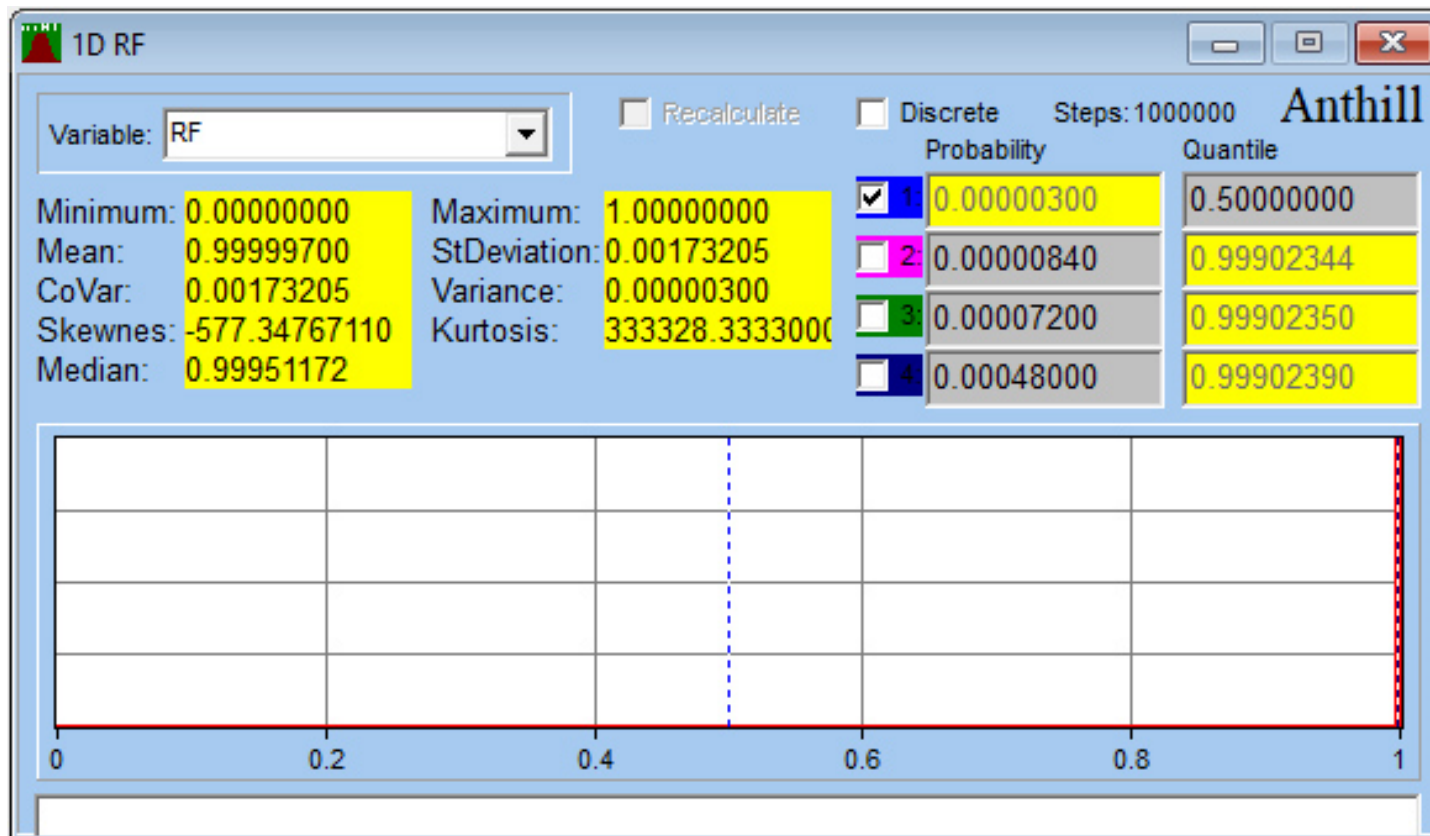 1D RF
Recalculate Discrete Steps:1000000 Anthill
Variable: RF
Probability Quantile
1: 0.00000300 0.50000000
Minimum: 0.00000000 Maximum: 1.00000000
Mean: 0.99999700 StDeviation: 0.00173205
2: 0.00000840 0.99902344
CoVar: 0.00173205 Variance: 0.00000300
3: 0.00007200 0.99902350
Skewnes: -577.34767110 Kurtosis: 333328.3333000
Median: 0.99951172
4: 0.00048000 0.99902390
0 0.2 0.4 0.6 0.8 1